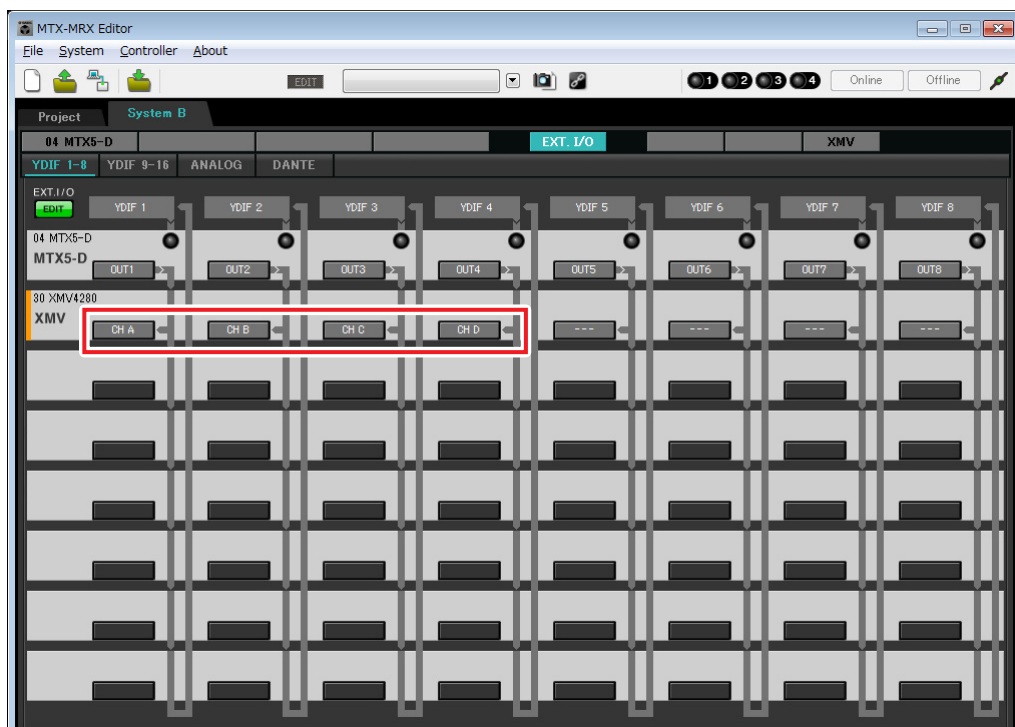 MTX-MRX Editor
File System Controller About
EDIT 1 2 3 4 Online Offline
Project System B
04 MTX5-D EXT. I/O XMV
YDIF 1-8 YDIF 9-16 ANALOG DANTE
EXT.I/O
EDIT YDIF 1 YDIF 2 YDIF 3 YDIF 4 YDIF 5 YDIF 6 YDIF 7 YDIF 8
04 MTX5-D
MTX5-D OUT1 OUT2 OUT3 OUT4 OUT5 OUT6 OUT7 OUT8
30 XMV4280
XMV CH A CH B CH C CH D --- --- --- ---